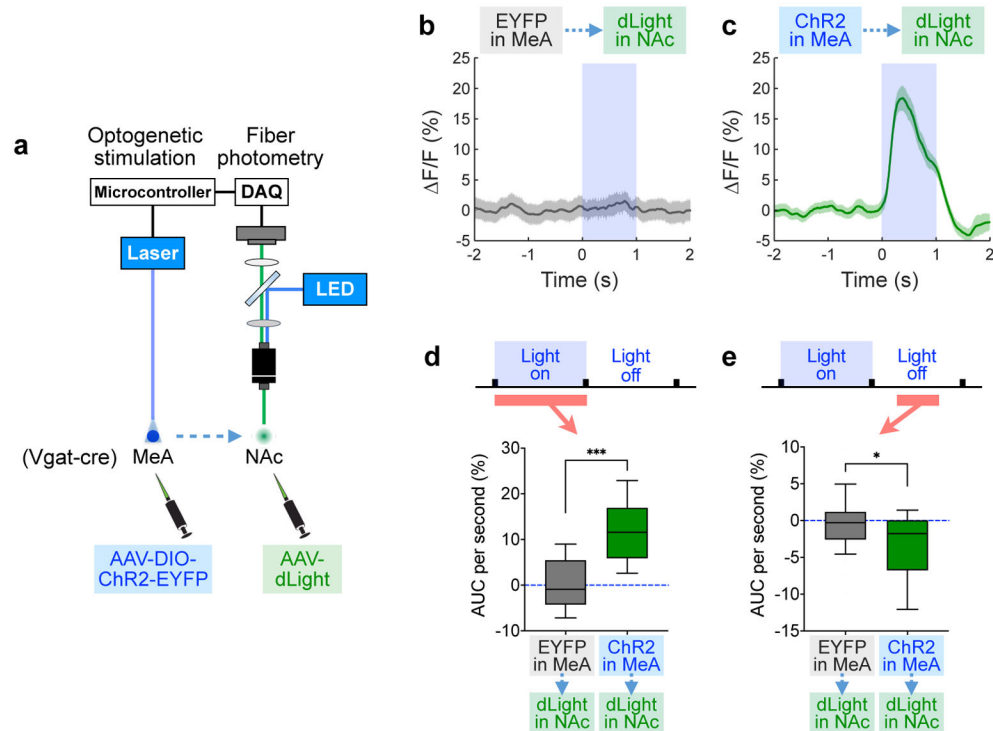 a
Optogenetic
stimulation
Fiber
photometry
Microcontroller
DAQ
Laser
LED
(Vgat-cre)
MeA
NAc
AAV-DIO-
ChR2-EYFP
AAV-
dLight
b
EYFP
in MeA
dLight
in NAc
25
20
15
10
5
0
-5
ΔF/F (%)
-2
-1
0
1
2
Time (s)
c
ChR2
in MeA
dLight
in NAc
25
20
15
10
5
0
-5
ΔF/F (%)
-2
-1
0
1
2
Time (s)
d
Light
on
Light
off
30
20
10
0
-10
AUC per second (%)
***
EYFP
in MeA
ChR2
in MeA
dLight
in NAc
dLight
in NAc
e
Light
on
Light
off
10
5
0
-5
-10
-15
AUC per second (%)
*
EYFP
in MeA
ChR2
in MeA
dLight
in NAc
dLight
in NAc